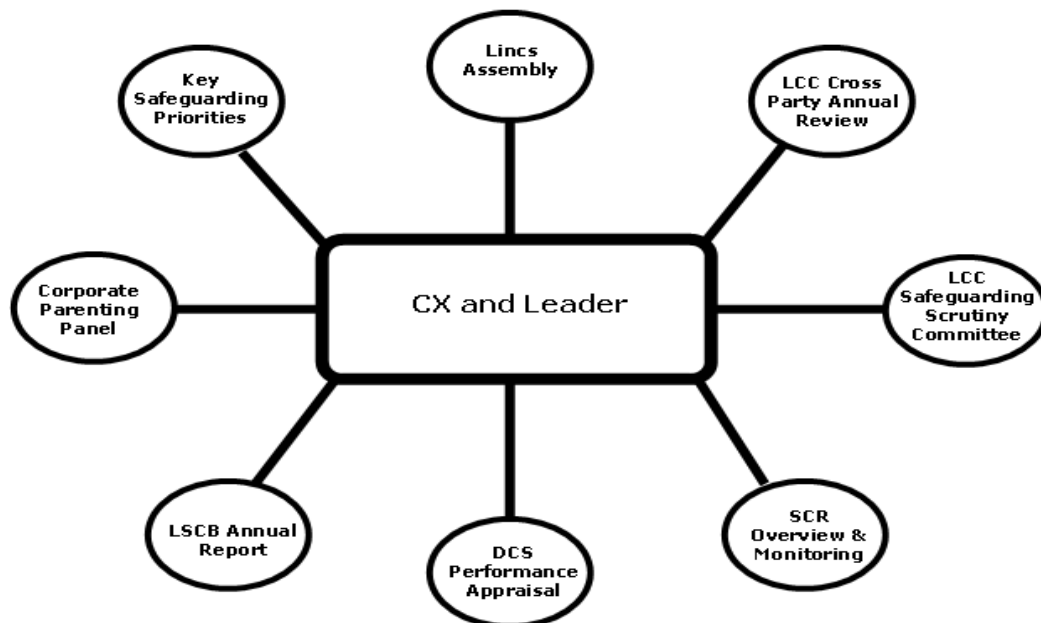 Lincs
Assembly
Key
Safeguarding
Priorities
LCC Cross
Party Annual
Review
Corporate
Parenting
Panel
CX and Leader
LCC
Safeguarding
Scrutiny
Committee
LSCB Annual
Report
DCS
Performance
Appraisal
SCR
Overview &
Monitoring